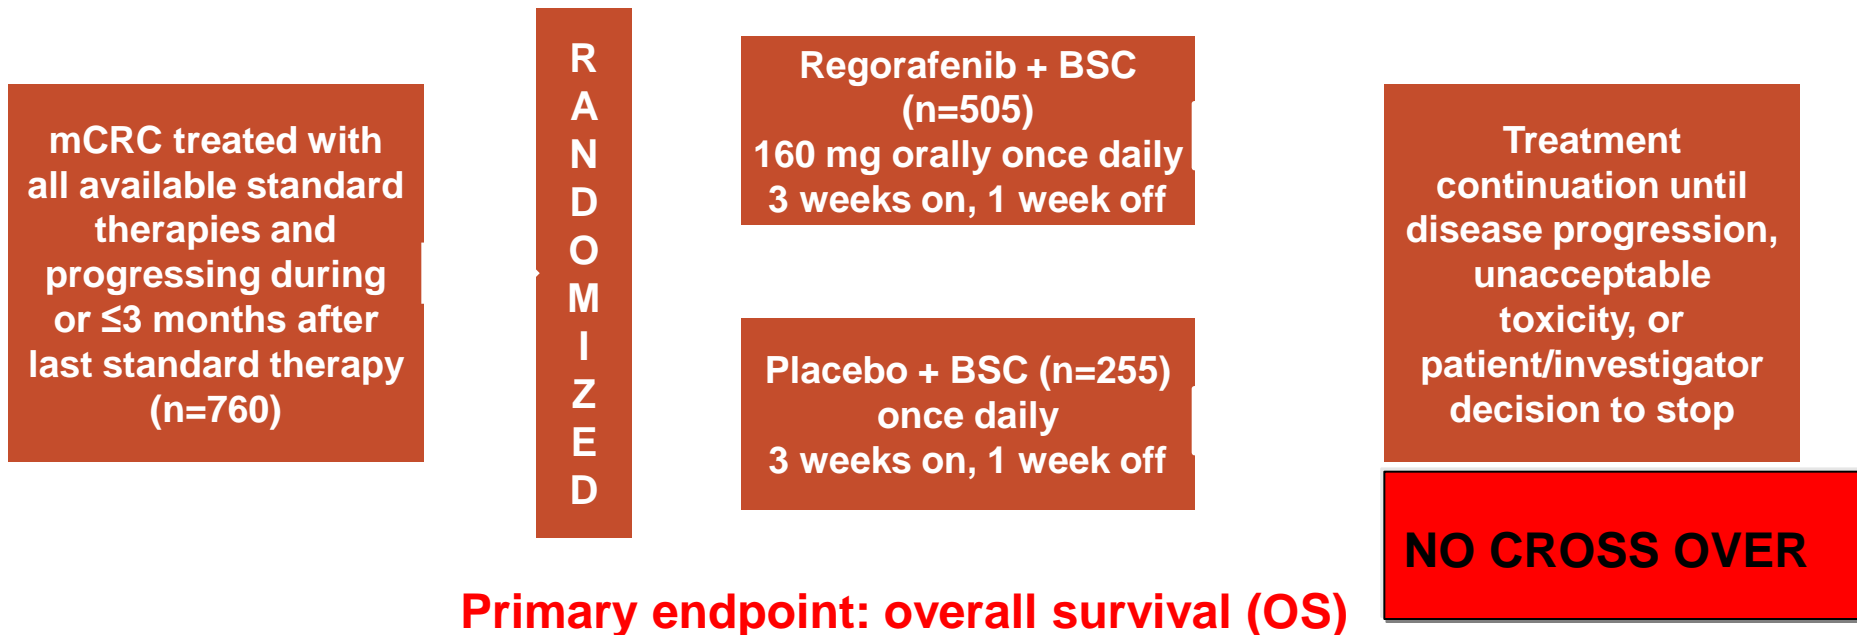 mCRC treated with
all available standard
therapies and
progressing during
or ≤3 months after
last standard therapy
(n=760)
R
A
N
D
O
M
I
Z
E
D
Regorafenib + BSC
(n=505)
160 mg orally once daily
3 weeks on, 1 week off
Placebo + BSC (n=255)
once daily
3 weeks on, 1 week off
Treatment
continuation until
disease progression,
unacceptable
toxicity, or
patient/investigator
decision to stop
NO CROSS OVER
Primary endpoint: overall survival (OS)